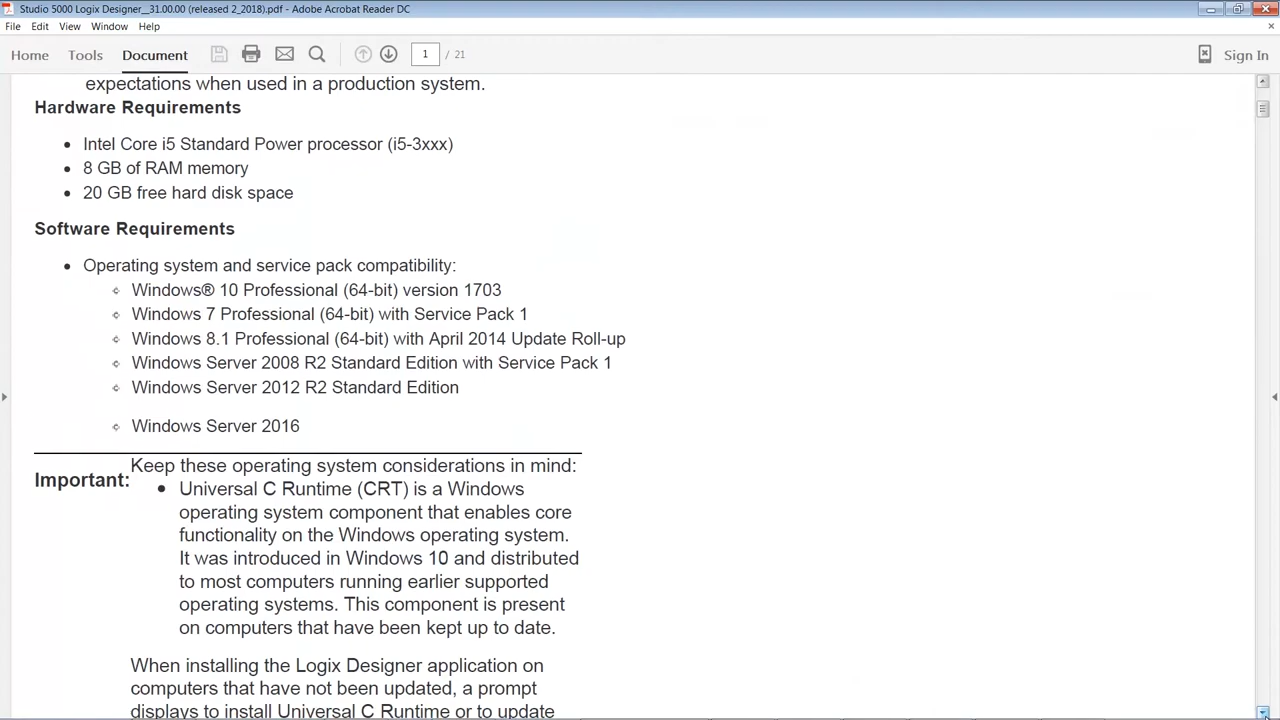 Studio 5000 Logix Designer__31.00.00 (released 2_2018).pdf - Adobe Acrobat Reader DC
File Edit View Window Help
Home Tools Document 1 / 21 Sign In
expectations when used in a production system.
Hardware Requirements
• Intel Core i5 Standard Power processor (i5-3xxx)
• 8 GB of RAM memory
• 20 GB free hard disk space
Software Requirements
• Operating system and service pack compatibility:
Windows® 10 Professional (64-bit) version 1703
Windows 7 Professional (64-bit) with Service Pack 1
Windows 8.1 Professional (64-bit) with April 2014 Update Roll-up
Windows Server 2008 R2 Standard Edition with Service Pack 1
Windows Server 2012 R2 Standard Edition
Windows Server 2016
Important:
Keep these operating system considerations in mind:
• Universal C Runtime (CRT) is a Windows
operating system component that enables core
functionality on the Windows operating system.
It was introduced in Windows 10 and distributed
to most computers running earlier supported
operating systems. This component is present
on computers that have been kept up to date.
When installing the Logix Designer application on
computers that have not been updated, a prompt
displays to install Universal C Runtime or to update